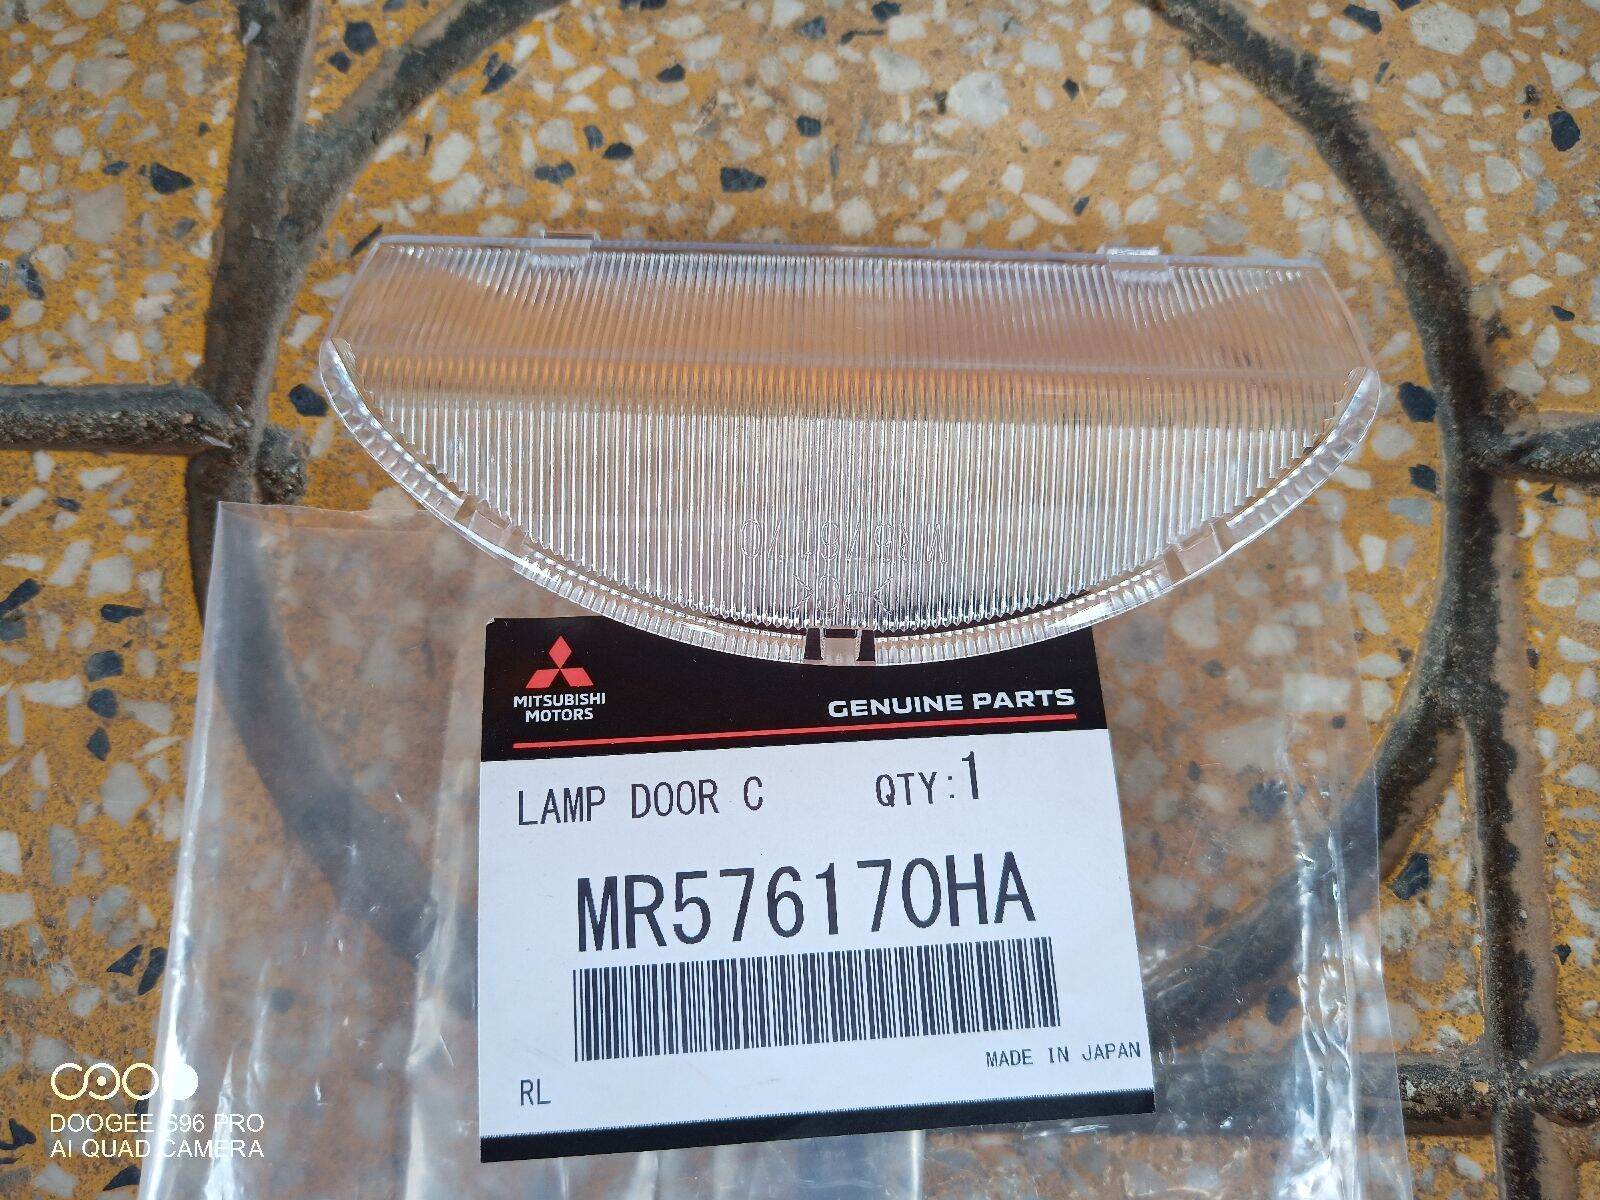 MITSUBISHI
MOTORS
GENUINE PARTS
LAMP DOOR C QTY:1
MR576170HA
MADE IN JAPAN
RL
DOOGEE S96 PRO
AI QUAD CAMERA